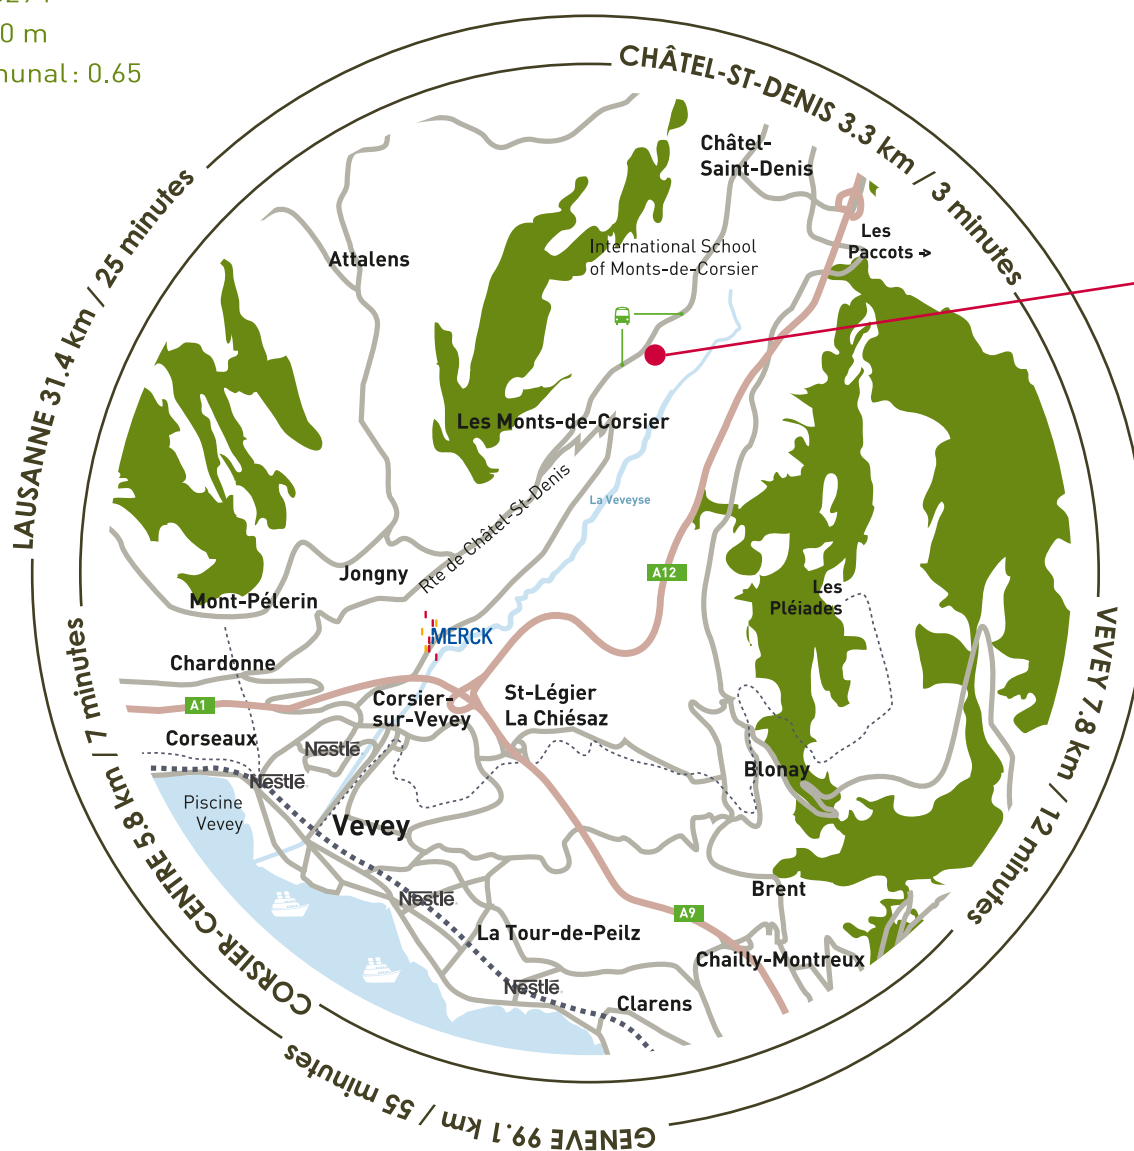 0 m
: 0.65
CHÂTEL-ST-DENIS 3.3 km / 3 minutes
LAUSANNE 31.4 km / 25 minutes
Châtel-
Saint-Denis
Les
Paccots →
Attalens
International School
of Monts-de-Corsier
Les Monts-de-Corsier
Rte de Châtel-St-Denis
La Veveyse
A12
Jongny
Mont-Pélerin
Les
Pléiades
MERCK
Chardonne
A1
Corsier-
sur-Vevey
St-Légier
La Chiésaz
Corseaux
Nestlé
Nestlé
Blonay
Piscine
Vevey
Vevey
Nestlé
Brent
A9
La Tour-de-Peilz
Chailly-Montreux
Nestlé
Clarens
VEVEY 7.8 km / 12 minutes
CORSIER-CENTRE 5.8 km / 7 minutes
GENEVE 99.1 km / 55 minutes